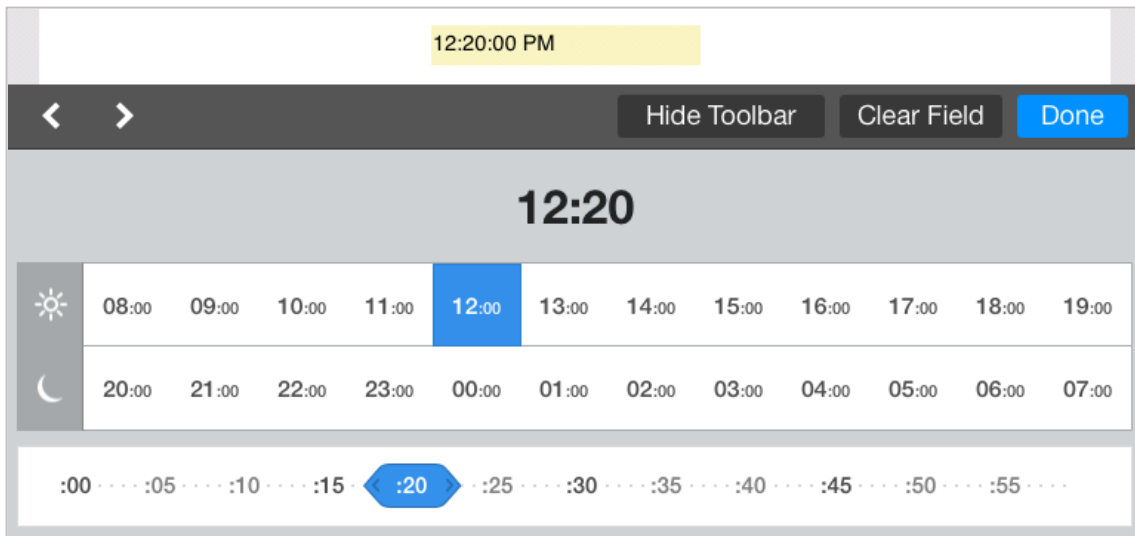 12:20:00 PM
Hide Toolbar Clear Field Done
12:20
08:00 09:00 10:00 11:00 12:00 13:00 14:00 15:00 16:00 17:00 18:00 19:00
20:00 21:00 22:00 23:00 00:00 01:00 02:00 03:00 04:00 05:00 06:00 07:00
:00 :05 :10 :15 :20 :25 :30 :35 :40 :45 :50 :55